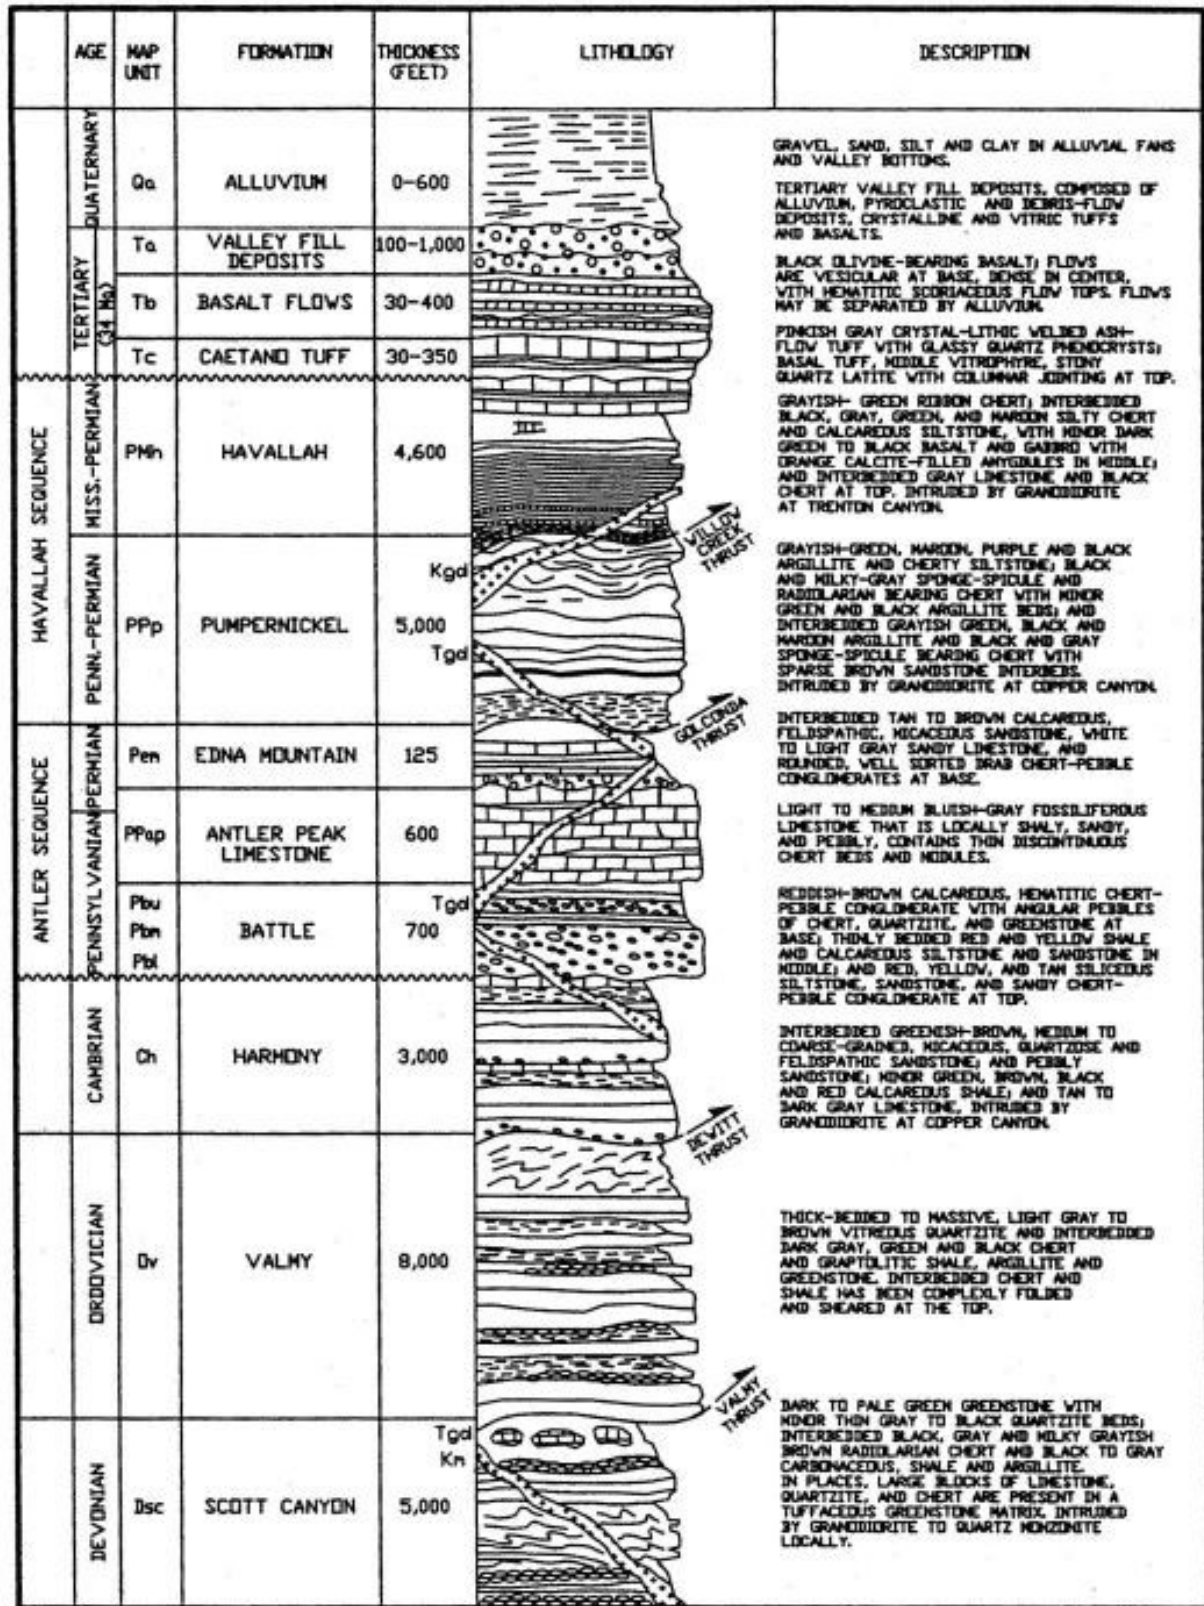 AGE
MAP
UNIT
FORMATION
THICKNESS
(FEET)
LITHOLOGY
DESCRIPTION
QUATERNARY
Qa
ALLUVIUM
0-600
GRAVEL, SAND, SILT AND CLAY IN ALLUVIAL FANS
AND VALLEY BOTTOMS.
TERTIARY
(34 Ma)
Ta
VALLEY FILL
DEPOSITS
100-1,000
TERTIARY VALLEY FILL DEPOSITS, COMPOSED OF
ALLUVIUM, PYROCLASTIC AND DEBRIS-FLOW
DEPOSITS, CRYSTALLINE AND VITRIC TUFFS
AND BASALTS.
Tb
BASALT FLOWS
30-400
BLACK OLIVINE-BEARING BASALT; FLOWS
ARE VESICULAR AT BASE, DENSE IN CENTER,
WITH HEMATITIC SCORIACEOUS FLOW TOPS. FLOWS
MAY BE SEPARATED BY ALLUVIUM.
Tc
CAETANO TUFF
30-350
PINKISH GRAY CRYSTAL-LITHIC WELDED ASH-
FLOW TUFF WITH GLASSY QUARTZ PHENOCRYSTS;
BASAL TUFF, MIDDLE VITROPHYRE, STONY
QUARTZ LATITE WITH COLUMNAR JOINTING AT TOP.
HAVALLAH SEQUENCE
MISS.-PERMIAN
PMh
HAVALLAH
4,600
GRAYISH- GREEN RIBBON CHERT; INTERBEDDED
BLACK, GRAY, GREEN, AND MAROON SILTY CHERT
AND CALCAREOUS SILTSTONE, WITH MINOR DARK
GREEN TO BLACK BASALT AND GABBRO WITH
ORANGE CALCITE-FILLED AMYGDULES IN MIDDLE;
AND INTERBEDDED GRAY LIMESTONE AND BLACK
CHERT AT TOP. INTRUDED BY GRANODIORITE
AT TRENTON CANYON.
WILLOW
CREEK
THRUST
Kgd
PENN.-PERMIAN
PPp
PUMPERNICKEL
5,000
Tgd
GRAYISH-GREEN, MAROON, PURPLE AND BLACK
ARGILLITE AND CHERTY SILTSTONE; BLACK
AND MILKY-GRAY SPONGE-SPICULE AND
RADIOLARIAN BEARING CHERT WITH MINOR
GREEN AND BLACK ARGILLITE BEDS; AND
INTERBEDDED GRAYISH GREEN, BLACK AND
MAROON ARGILLITE AND BLACK AND GRAY
SPONGE-SPICULE BEARING CHERT WITH
SPARSE BROWN SANDSTONE INTERBEDS.
INTRUDED BY GRANODIORITE AT COPPER CANYON.
GOLCONDA
THRUST
ANTLER SEQUENCE
PERMIAN
Pem
EDNA MOUNTAIN
125
INTERBEDDED TAN TO BROWN CALCAREOUS,
FELDSPATHIC, MICACEOUS SANDSTONE, WHITE
TO LIGHT GRAY SANDY LIMESTONE, AND
ROUNDED, WELL SORTED DRAB CHERT-PEBBLE
CONGLOMERATES AT BASE.
PENNSYLVANIAN
PPap
ANTLER PEAK
LIMESTONE
600
LIGHT TO MEDIUM BLUISH-GRAY FOSSILIFEROUS
LIMESTONE THAT IS LOCALLY SHALY, SANDY,
AND PEBBLY, CONTAINS THIN DISCONTINUOUS
CHERT BEDS AND NODULES.
Pbu
Pbm
Pbl
BATTLE
700
Tgd
REDDISH-BROWN CALCAREOUS, HEMATITIC CHERT-
PEBBLE CONGLOMERATE WITH ANGULAR PEBBLES
OF CHERT, QUARTZITE, AND GREENSTONE AT
BASE; THINLY BEDDED RED AND YELLOW SHALE
AND CALCAREOUS SILTSTONE AND SANDSTONE IN
MIDDLE; AND RED, YELLOW, AND TAN SILICEOUS
SILTSTONE, SANDSTONE, AND SANDY CHERT-
PEBBLE CONGLOMERATE AT TOP.
CAMBRIAN
Ch
HARMONY
3,000
INTERBEDDED GREENISH-BROWN, MEDIUM TO
COARSE-GRAINED, MICACEOUS, QUARTZOSE AND
FELDSPATHIC SANDSTONE; AND PEBBLY
SANDSTONE; MINOR GREEN, BROWN, BLACK
AND RED CALCAREOUS SHALE; AND TAN TO
DARK GRAY LIMESTONE, INTRUDED BY
GRANODIORITE AT COPPER CANYON.
DEWITT
THRUST
ORDOVICIAN
Ov
VALMY
8,000
THICK-BEDDED TO MASSIVE, LIGHT GRAY TO
BROWN VITREOUS QUARTZITE AND INTERBEDDED
DARK GRAY, GREEN AND BLACK CHERT
AND GRAPTOLITIC SHALE, ARGILLITE AND
GREENSTONE. INTERBEDDED CHERT AND
SHALE HAS BEEN COMPLEXLY FOLDED
AND SHEARED AT THE TOP.
VALMY
THRUST
DEVONIAN
Dsc
SCOTT CANYON
5,000
Tgd
Km
DARK TO PALE GREEN GREENSTONE WITH
MINOR THIN GRAY TO BLACK QUARTZITE BEDS;
INTERBEDDED BLACK, GRAY AND MILKY GRAYISH
BROWN RADIOLARIAN CHERT AND BLACK TO GRAY
CARBONACEOUS, SHALE AND ARGILLITE.
IN PLACES, LARGE BLOCKS OF LIMESTONE,
QUARTZITE, AND CHERT ARE PRESENT IN A
TUFFACEOUS GREENSTONE MATRIX. INTRUDED
BY GRANODIORITE TO QUARTZ MONZONITE
LOCALLY.